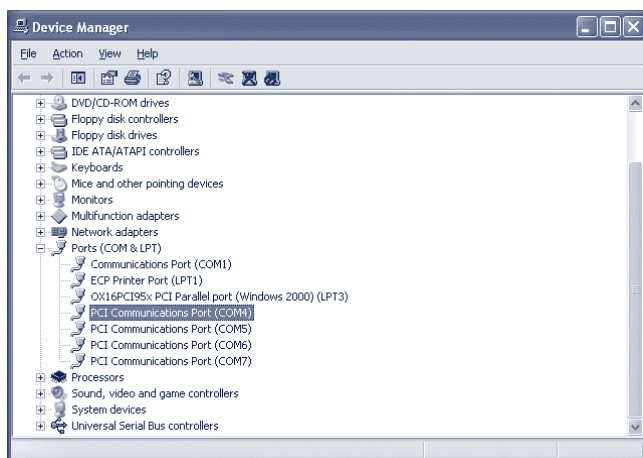 Device Manager
File Action View Help
DVD/CD-ROM drives
Floppy disk controllers
Floppy disk drives
IDE ATA/ATAPI controllers
Keyboards
Mice and other pointing devices
Monitors
Multifunction adapters
Network adapters
Ports (COM & LPT)
Communications Port (COM1)
ECP Printer Port (LPT1)
OX16PCI95x PCI Parallel port (Windows 2000) (LPT3)
PCI Communications Port (COM4)
PCI Communications Port (COM5)
PCI Communications Port (COM6)
PCI Communications Port (COM7)
Processors
Sound, video and game controllers
System devices
Universal Serial Bus controllers